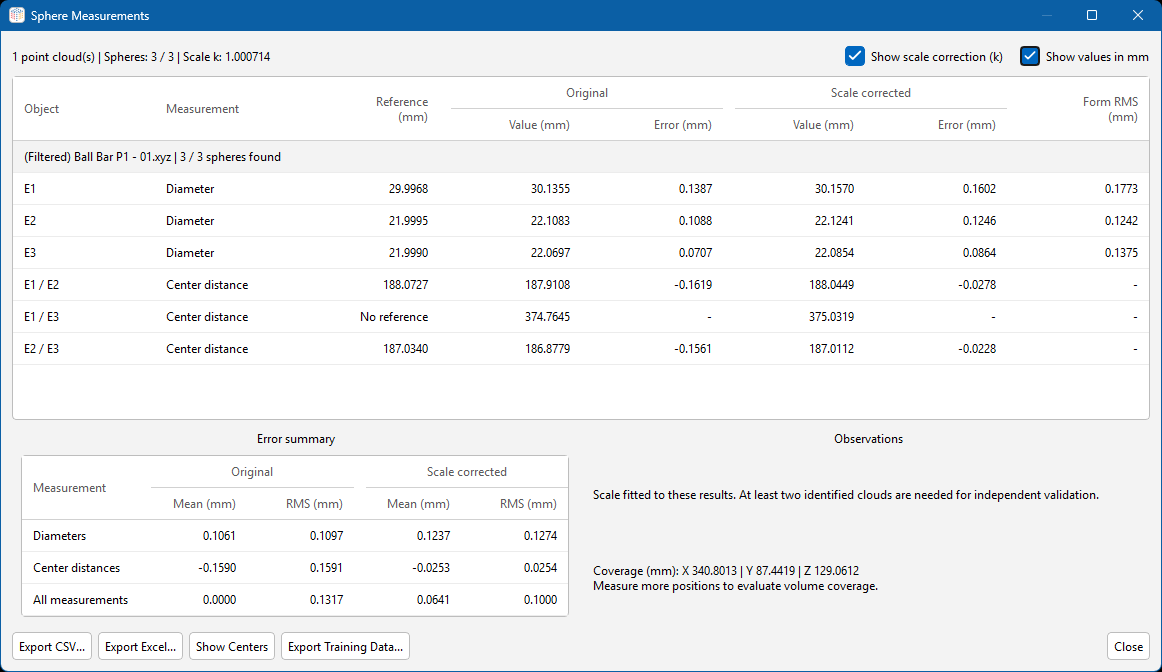 Sphere Measurements
1 point cloud(s) | Spheres: 3 / 3 | Scale k: 1.000714
Show scale correction (k)
Show values in mm
Object Measurement Reference (mm) Original Scale corrected Form RMS (mm)
Value (mm) Error (mm) Value (mm) Error (mm)
(Filtered) Ball Bar P1 - 01.xyz | 3 / 3 spheres found
E1 Diameter 29.9968 30.1355 0.1387 30.1570 0.1602 0.1773
E2 Diameter 21.9995 22.1083 0.1088 22.1241 0.1246 0.1242
E3 Diameter 21.9990 22.0697 0.0707 22.0854 0.0864 0.1375
E1 / E2 Center distance 188.0727 187.9108 -0.1619 188.0449 -0.0278 -
E1 / E3 Center distance No reference 374.7645 - 375.0319 - -
E2 / E3 Center distance 187.0340 186.8779 -0.1561 187.0112 -0.0228 -
Error summary
Measurement Original Scale corrected
Mean (mm) RMS (mm) Mean (mm) RMS (mm)
Diameters 0.1061 0.1097 0.1237 0.1274
Center distances -0.1590 0.1591 -0.0253 0.0254
All measurements 0.0000 0.1317 0.0641 0.1000
Observations
Scale fitted to these results. At least two identified clouds are needed for independent validation.
Coverage (mm): X 340.8013 | Y 87.4419 | Z 129.0612
Measure more positions to evaluate volume coverage.
Export CSV... Export Excel... Show Centers Export Training Data... Close